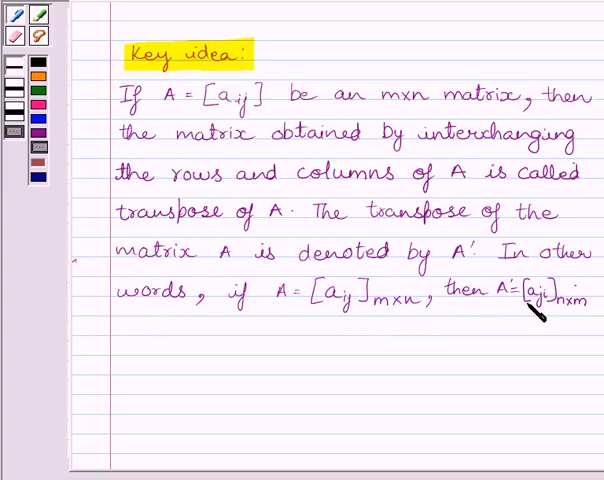 Key idea:
If A = [aij] be an m×n matrix, then
the matrix obtained by interchanging
the rows and columns of A is called
transpose of A. The transpose of the
matrix A is denoted by A'. In other
words, if A = [aij]m×n, then A' = [aji]n×m